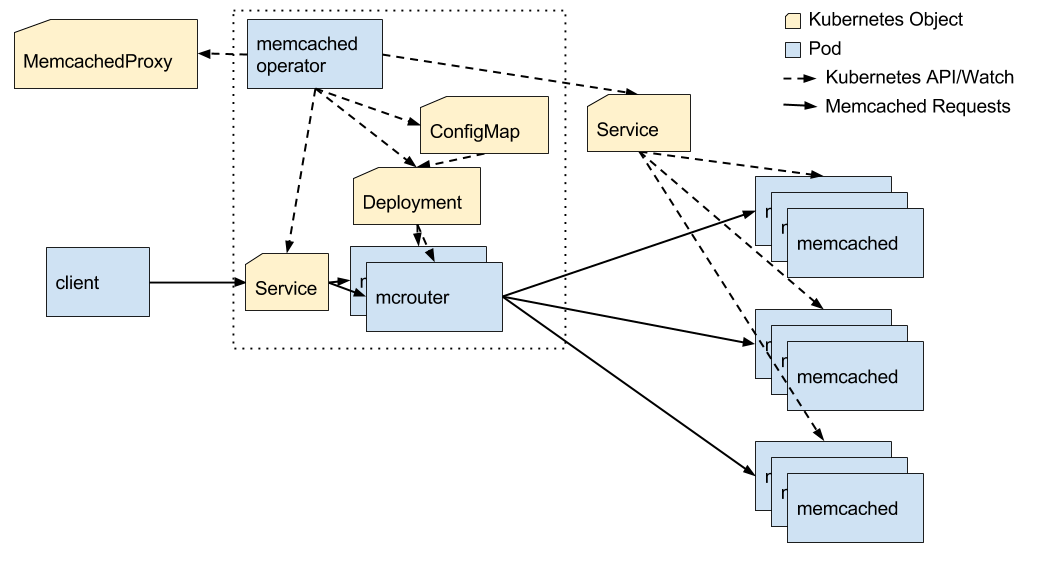 MemcachedProxy
memcached
operator
Kubernetes Object
Pod
Kubernetes API/Watch
Memcached Requests
ConfigMap
Service
Deployment
client
Service
mcrouter
memcached
memcached
memcached